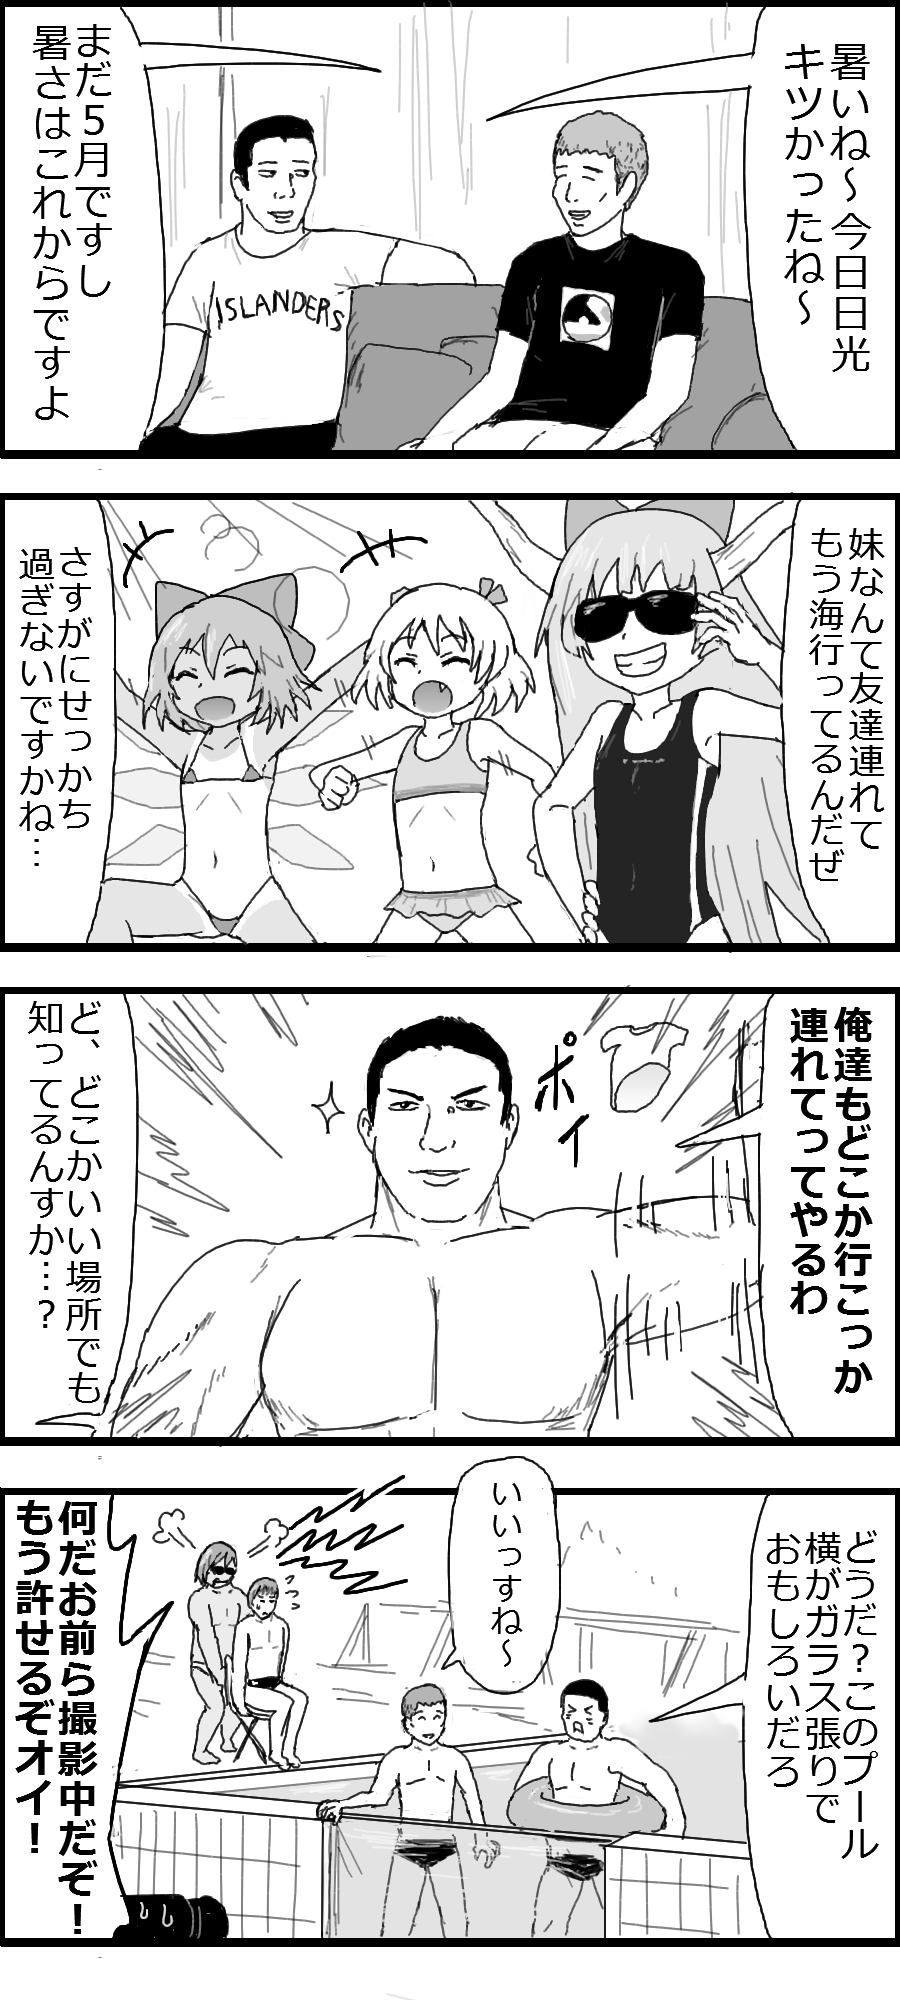 暑いね～今日日光
キツかったね～
まだ5月ですし
暑さはこれからですよ
ISLANDERS
妹なんて友達連れて
もう海行ってるんだぜ
さすがにせっかち
過ぎないですかね…
俺達もどこか行こっか
連れてってやるわ
ポイ
ど、どこかいい場所でも
知ってるんすか…?
どうだ?このプール
横がガラス張りで
おもしろいだろ
いいっすね～
何だお前ら撮影中だぞ！
もう許せるぞオイ！